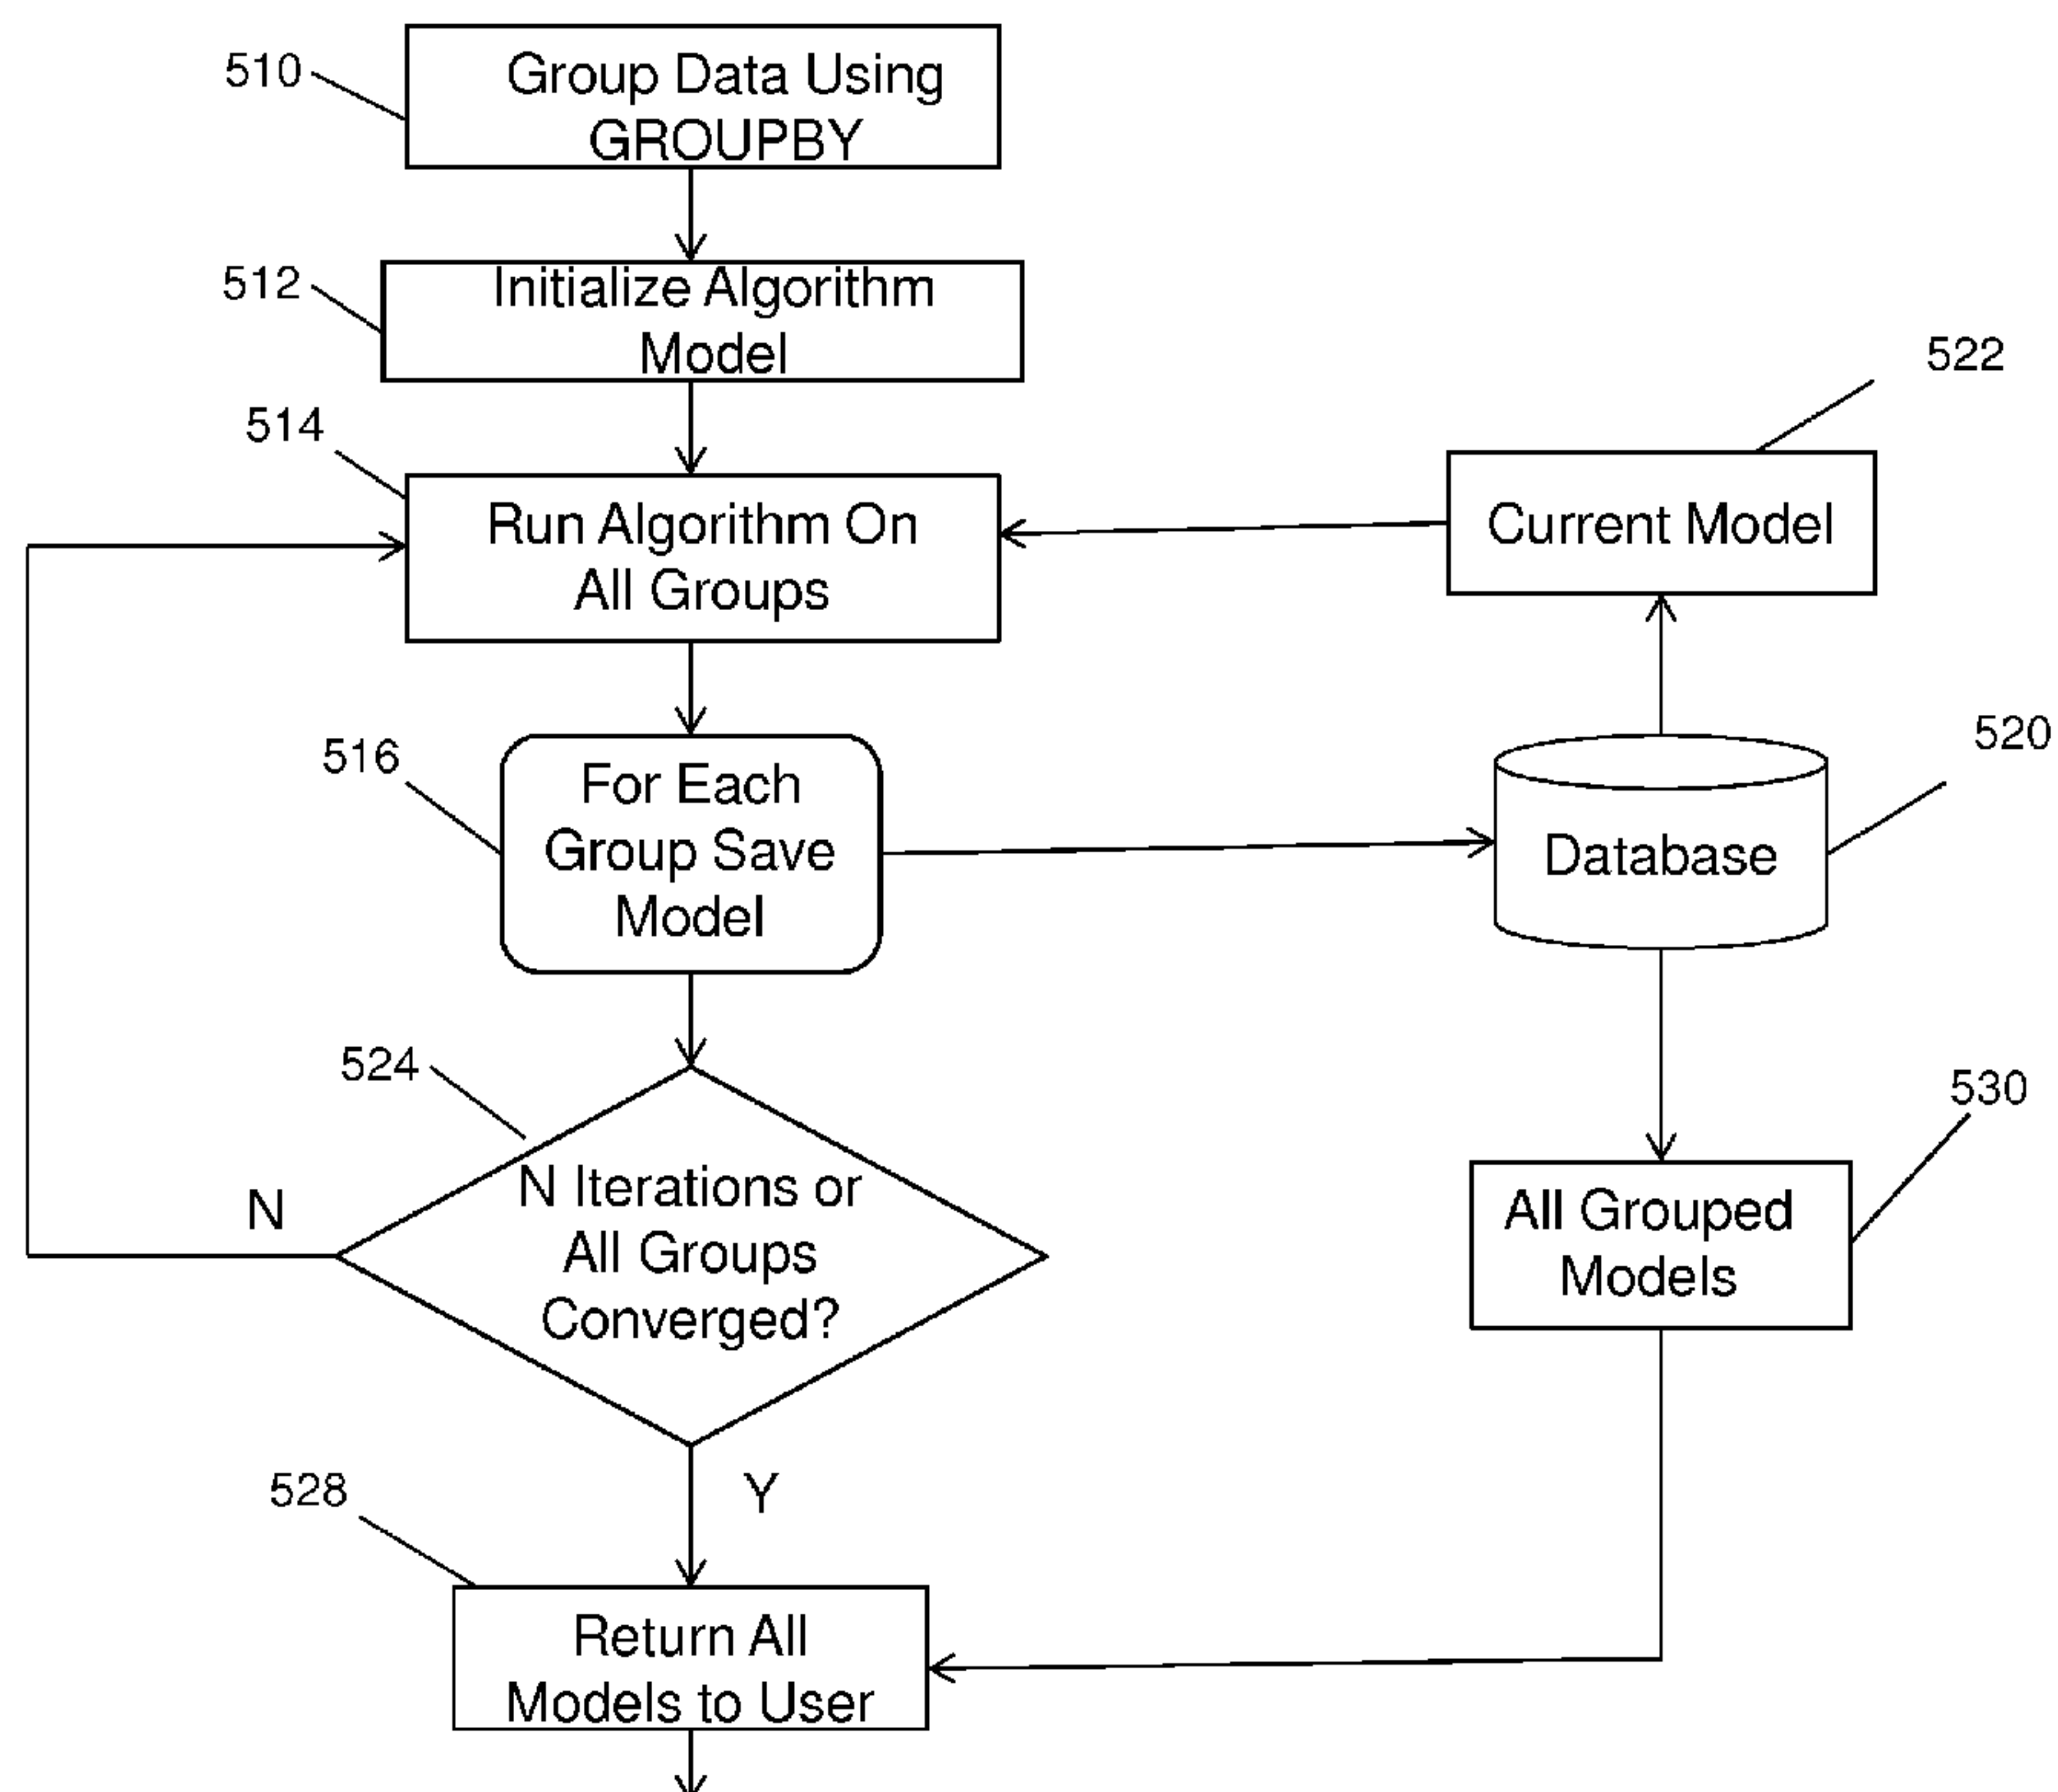 510
Group Data Using
GROUPBY
512
Initialize Algorithm
Model
514
Run Algorithm On
All Groups
522
Current Model
516
For Each
Group Save
Model
520
Database
524
N Iterations or
All Groups
Converged?
N
Y
530
All Grouped
Models
528
Return All
Models to User